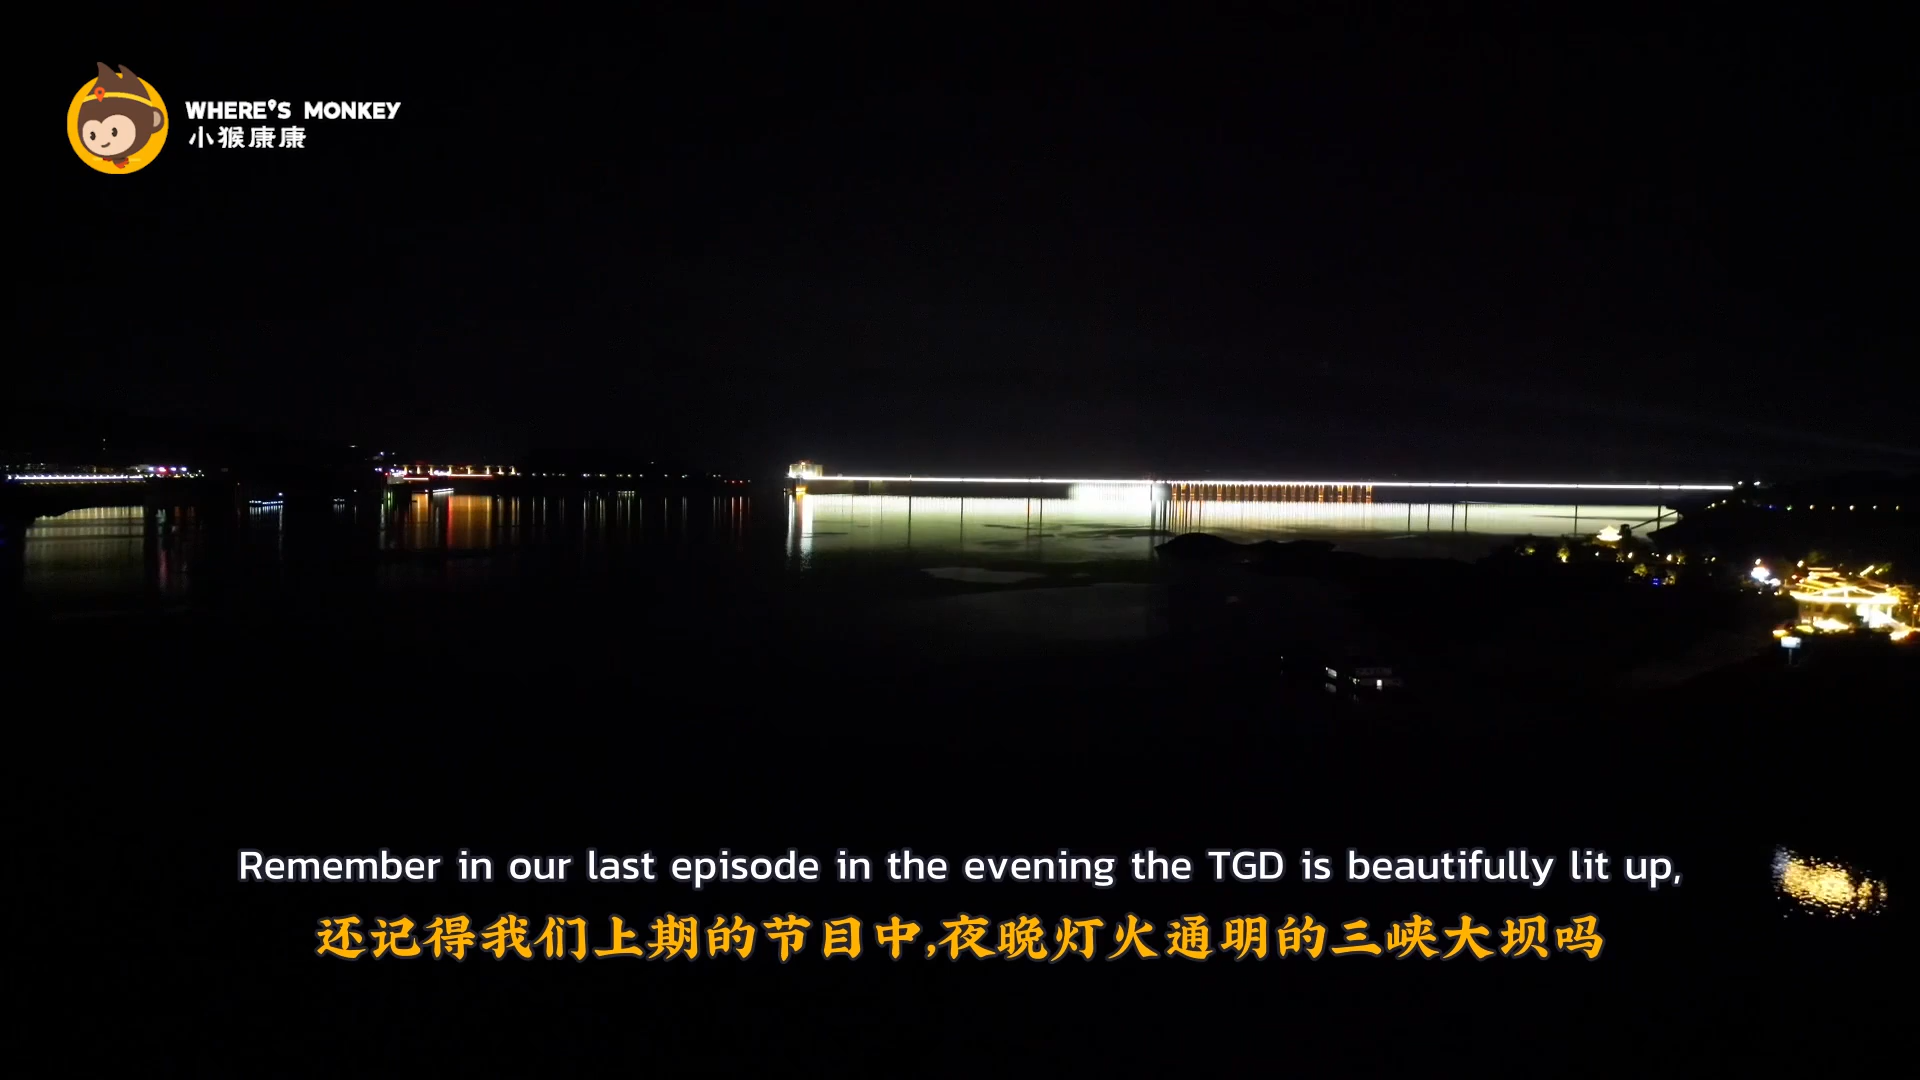 WHERE'S MONKEY
小猴康康
Remember in our last episode in the evening the TGD is beautifully lit up,
还记得我们上期的节目中,夜晚灯火通明的三峡大坝吗